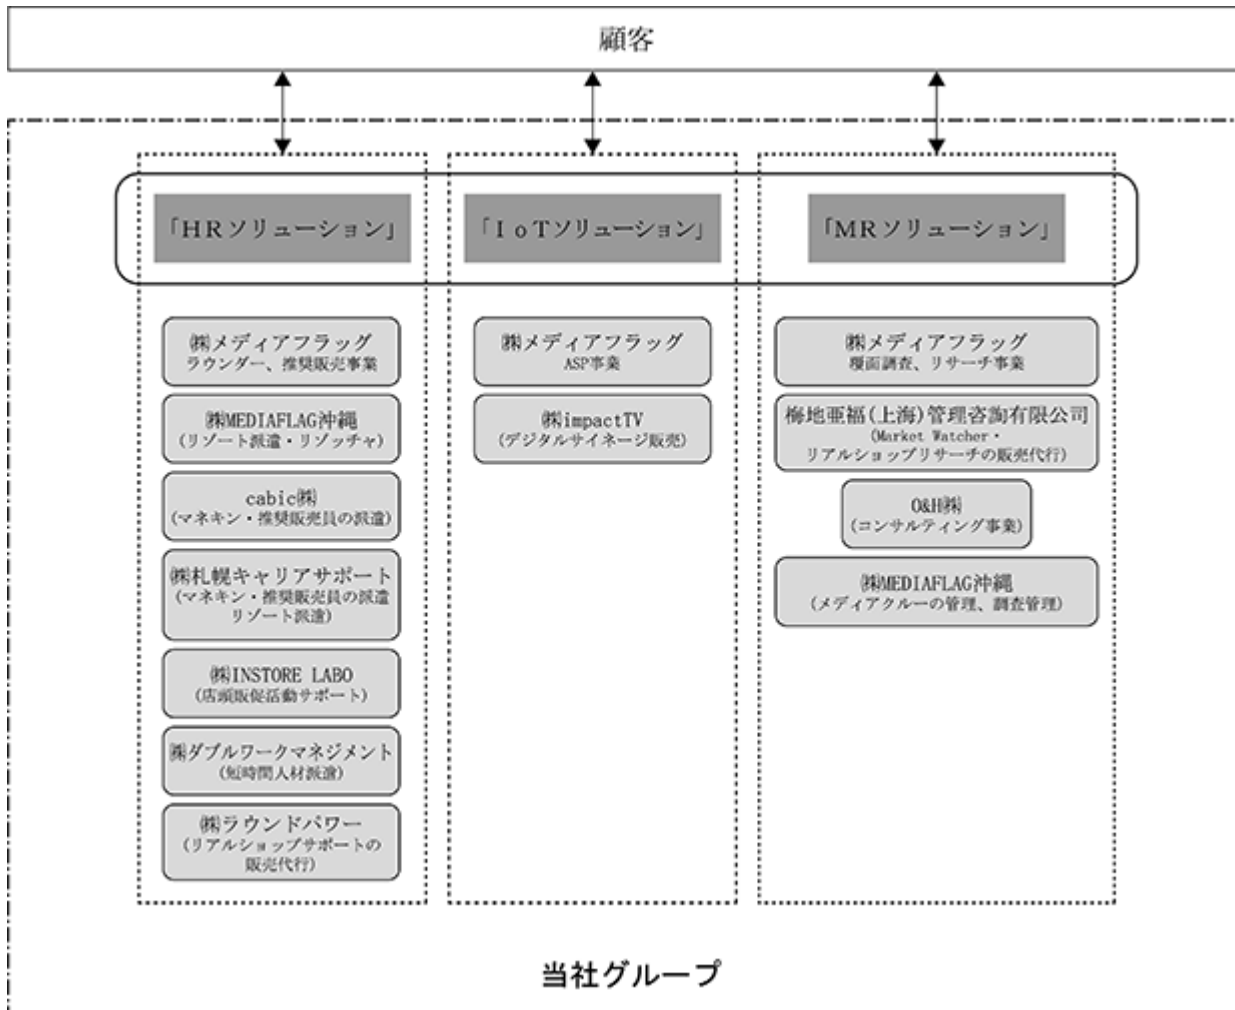 顧客
「HRソリューション」
㈱メディアフラッグ
ラウンダー、推奨販売事業
㈱MEDIAFLAG沖縄
(リゾート派遣・リゾッチャ)
cabic㈱
(マネキン・推奨販売員の派遣)
㈱札幌キャリアサポート
(マネキン・推奨販売員の派遣
リゾート派遣)
㈱INSTORE LABO
(店頭販促活動サポート)
㈱ダブルワークマネジメント
(短時間人材派遣)
㈱ラウンドパワー
(リアルショップサポートの
販売代行)
「IoTソリューション」
㈱メディアフラッグ
ASP事業
㈱impactTV
(デジタルサイネージ販売)
「MRソリューション」
㈱メディアフラッグ
覆面調査、リサーチ事業
梅地亜福(上海)管理咨詢有限公司
(Market Watcher・
リアルショップリサーチの販売代行)
O&H㈱
(コンサルティング事業)
㈱MEDIAFLAG沖縄
(メディアクルーの管理、調査管理)
当社グループ